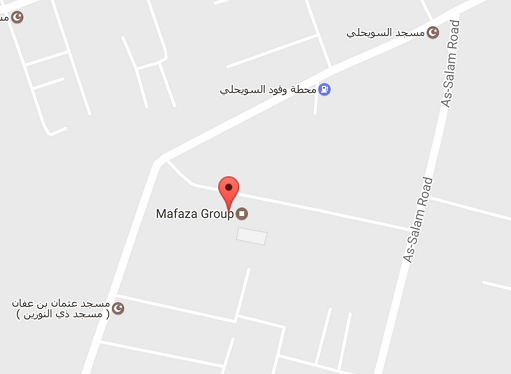 مسجد السويحلي
As-Salam Road
محطة وقود السويحلي
Mafaza Group
As-Salam Road
مسجد عثمان بن عفان
( مسجد ذي النورين )